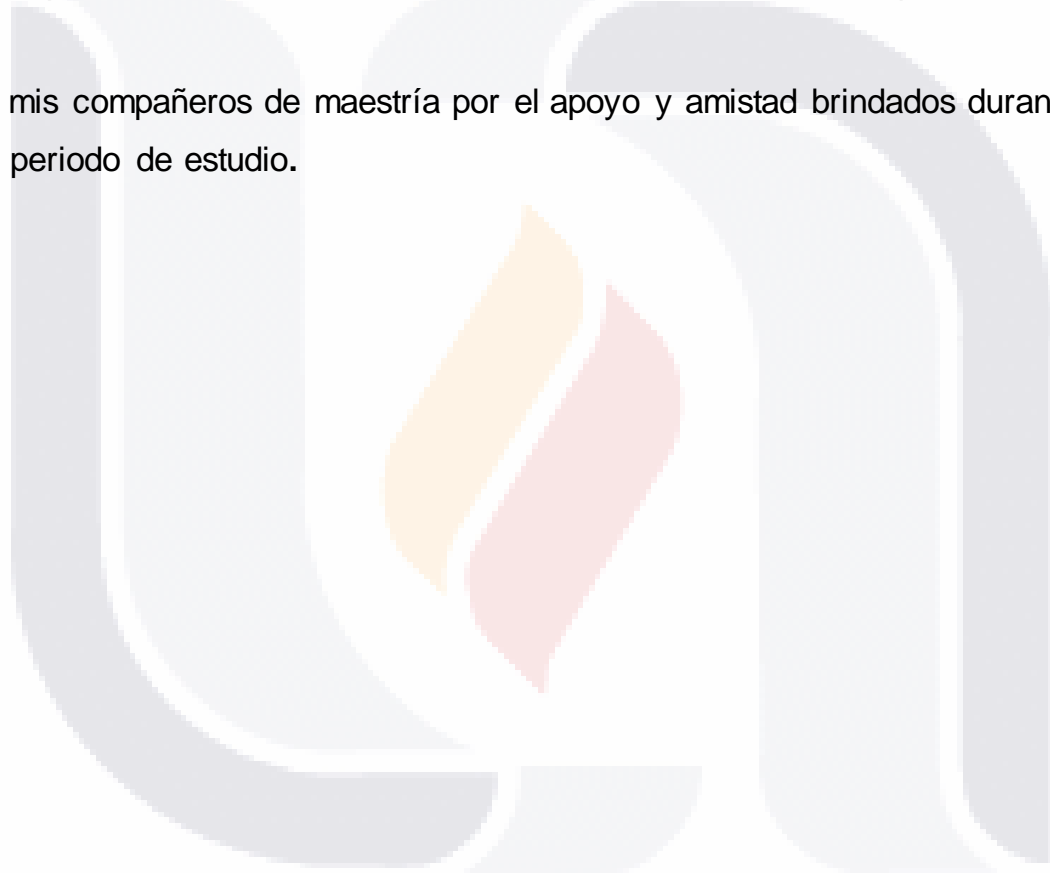 mis compañeros de maestría por el apoyo y amistad brindados duran
periodo de estudio.